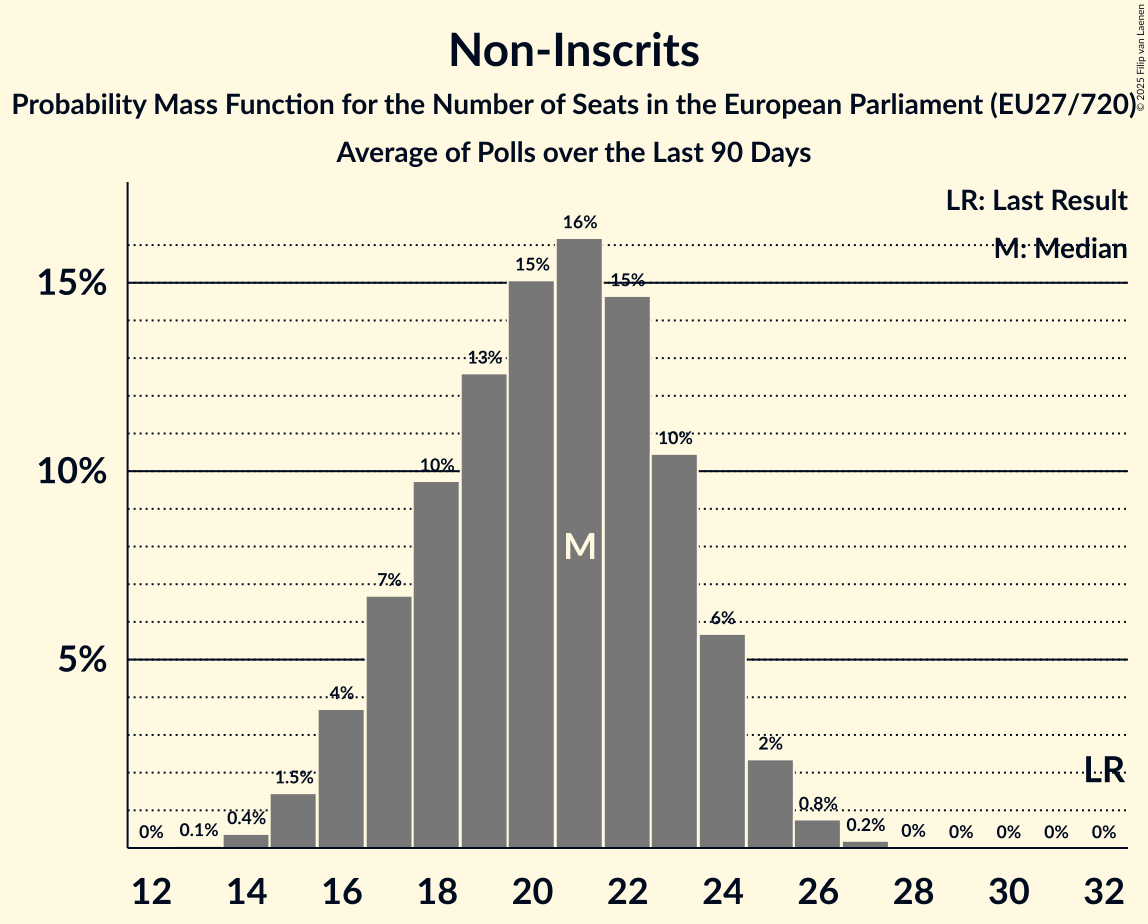 Non-Inscrits
Probability Mass Function for the Number of Seats in the European Parliament (EU27/720)
Average of Polls over the Last 90 Days
© 2025 Filip van Laenen
LR: Last Result
M: Median
15%
10%
5%
0%
0.1%
0.4%
1.5%
4%
7%
10%
13%
15%
16%
15%
10%
6%
2%
0.8%
0.2%
0%
0%
0%
0%
0%
M
LR
12 14 16 18 20 22 24 26 28 30 32